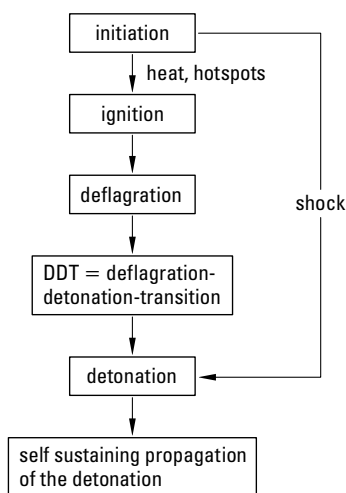 initiation
heat, hotspots
ignition
deflagration
shock
DDT = deflagration-
detonation-transition
detonation
self sustaining propagation
of the detonation